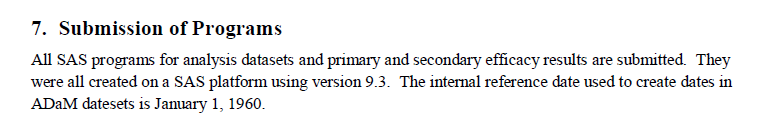 7. Submission of Programs
All SAS programs for analysis datasets and primary and secondary efficacy results are submitted. They
were all created on a SAS platform using version 9.3. The internal reference date used to create dates in
ADaM datesets is January 1, 1960.